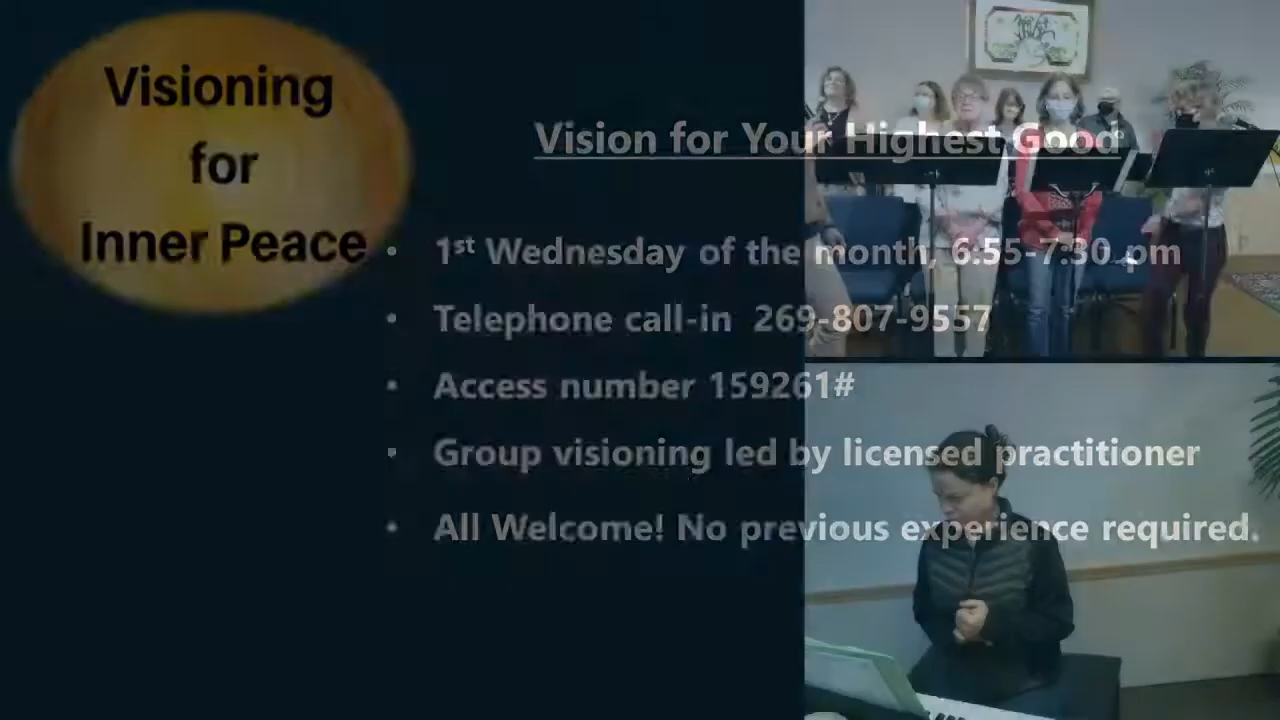 Visioning
for
Inner Peace
Vision for Your Highest Good
• 1st Wednesday of the month, 6:55-7:30 pm
• Telephone call-in 269-807-9557
• Access number 159261#
• Group visioning led by licensed practitioner
• All Welcome! No previous experience required.